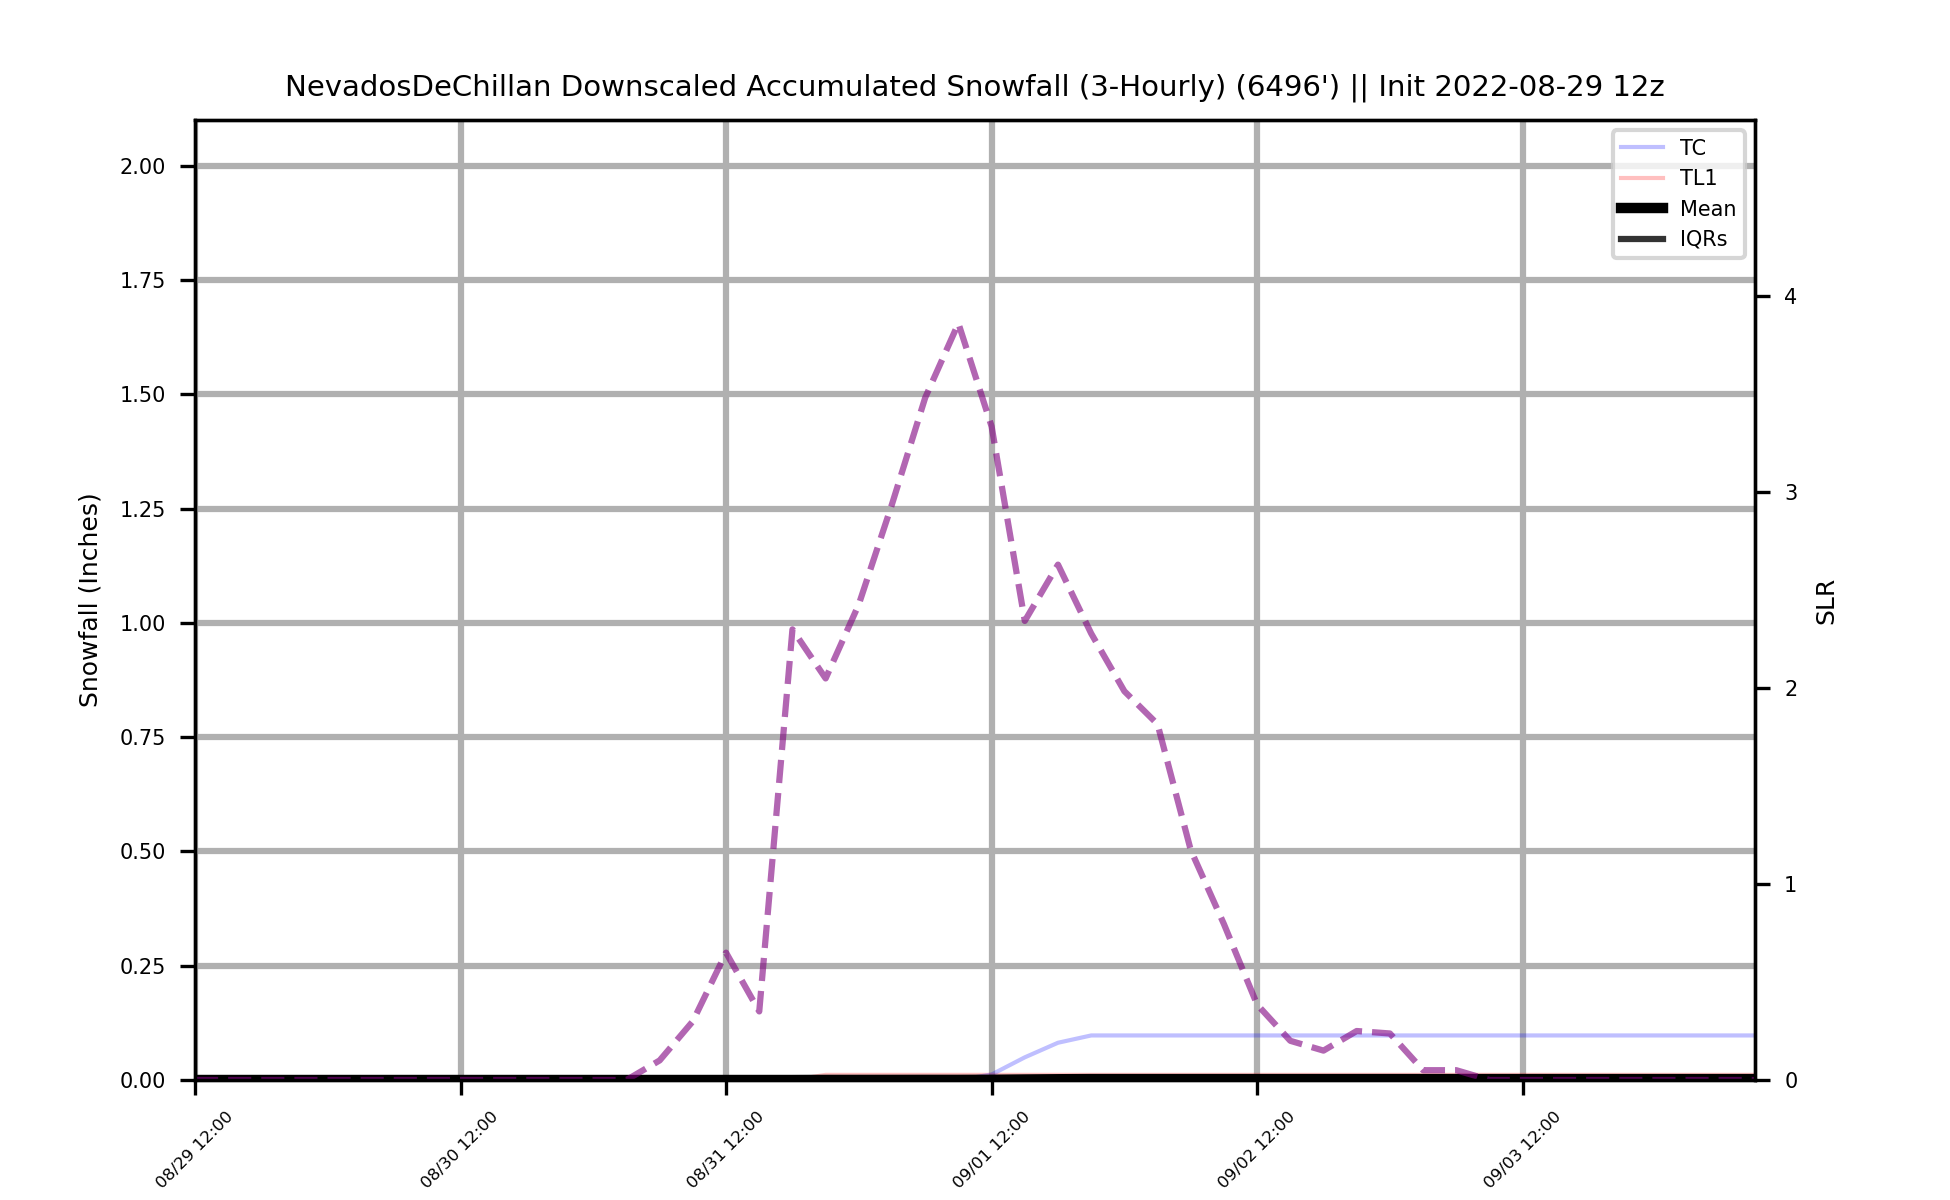 NevadosDeChillan Downscaled Accumulated Snowfall (3-Hourly) (6496') || Init 2022-08-29 12z
TC
TL1
Mean
IQRs
Snowfall (Inches)
2.00
1.75
1.50
1.25
1.00
0.75
0.50
0.25
0.00
SLR
4
3
2
1
0
08/29 12:00
08/30 12:00
08/31 12:00
09/01 12:00
09/02 12:00
09/03 12:00